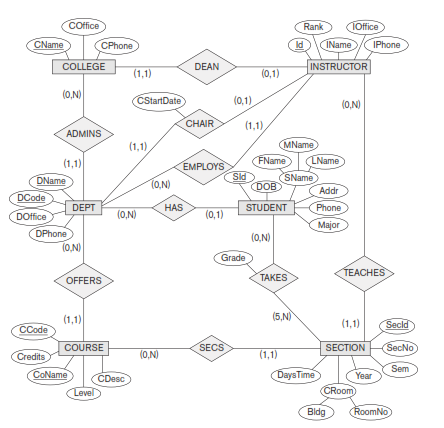 COffice
CName
CPhone
COLLEGE
(1,1)
DEAN
(0,1)
Rank
IOffice
Id
IName
IPhone
INSTRUCTOR
(0,N)
CStartDate
(0,1)
(0,N)
CHAIR
(1,1)
ADMINS
(1,1)
(1,1)
EMPLOYS
(0,N)
MName
FName
LName
SId
SName
DOB
DName
DCode
DOffice
DPhone
DEPT
(0,N)
HAS
(0,1)
STUDENT
Addr
Phone
Major
(0,N)
(0,N)
Grade
OFFERS
TAKES
TEACHES
(1,1)
(5,N)
(1,1)
CCode
Credits
CoName
Level
CDesc
COURSE
(0,N)
SECS
(1,1)
SECTION
SecId
SecNo
Sem
Year
DaysTime
CRoom
Bldg
RoomNo